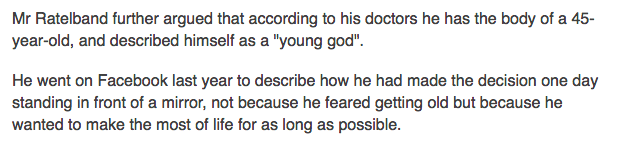 Mr Ratelband further argued that according to his doctors he has the body of a 45-
year-old, and described himself as a "young god".
He went on Facebook last year to describe how he had made the decision one day
standing in front of a mirror, not because he feared getting old but because he
wanted to make the most of life for as long as possible.